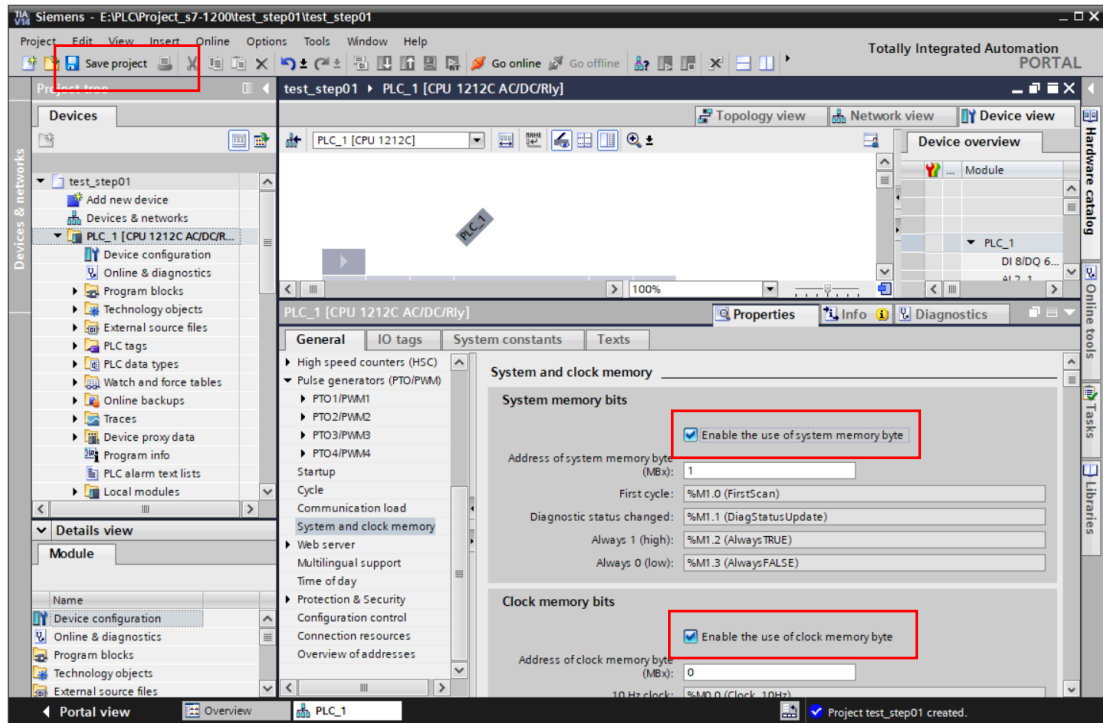 Siemens - E:\PLC\Project_s7-1200\test_step01\test_step01
Project Edit View Insert Online Options Tools Window Help
Totally Integrated Automation
PORTAL
Save project
Go online
Go offline
Project tree
Devices
test_step01
Add new device
Devices & networks
PLC_1 [CPU 1212C AC/DC/R...
Device configuration
Online & diagnostics
Program blocks
Technology objects
External source files
PLC tags
PLC data types
Watch and force tables
Online backups
Traces
Device proxy data
Program info
PLC alarm text lists
Local modules
Details view
Module
Name
Device configuration
Online & diagnostics
Program blocks
Technology objects
External source files
Devices & networks
test_step01 PLC_1 [CPU 1212C AC/DC/Rly]
Topology view
Network view
Device view
PLC_1 [CPU 1212C]
PLC_1
100%
Device overview
... Module
PLC_1
DI 8/DQ 6...
AI 2_1
PLC_1 [CPU 1212C AC/DC/Rly]
Properties
Info
Diagnostics
General
IO tags
System constants
Texts
High speed counters (HSC)
Pulse generators (PTO/PWM)
PTO1/PWM1
PTO2/PWM2
PTO3/PWM3
PTO4/PWM4
Startup
Cycle
Communication load
System and clock memory
Web server
Multilingual support
Time of day
Protection & Security
Configuration control
Connection resources
Overview of addresses
System and clock memory
System memory bits
Enable the use of system memory byte
Address of system memory byte
(MBx): 1
First cycle: %M1.0 (FirstScan)
Diagnostic status changed: %M1.1 (DiagStatusUpdate)
Always 1 (high): %M1.2 (AlwaysTRUE)
Always 0 (low): %M1.3 (AlwaysFALSE)
Clock memory bits
Enable the use of clock memory byte
Address of clock memory byte
(MBx): 0
10 Hz clock: %M0.0 (Clock_10Hz)
Hardware catalog
Online tools
Tasks
Libraries
Portal view
Overview
PLC_1
Project test_step01 created.